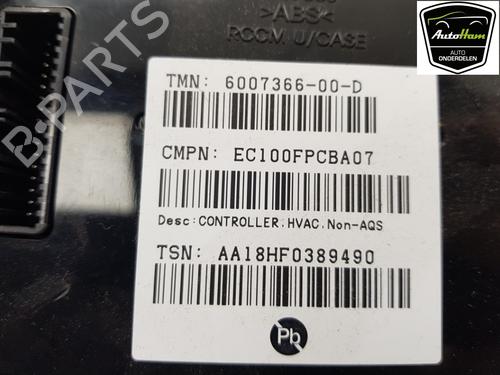 >ABS<
RCCM U/CASE
AutoHam
AUTO
ONDERDELEN
TMN: 6007366-00-D
CMPN: EC100FPCBA07
Desc:CONTROLLER,HVAC,Non-AQS
TSN: AA18HF0389490
Pb
B-PARTS